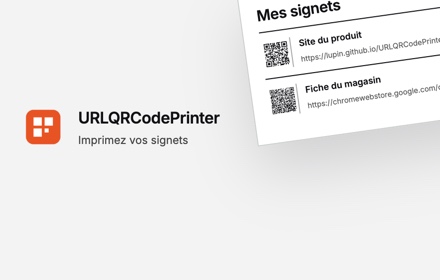 URLQRCodePrinter
Imprimez vos signets
Mes signets
Site du produit
https://lupin.github.io/URLQRCodePrinte
Fiche du magasin
https://chromewebstore.google.com/